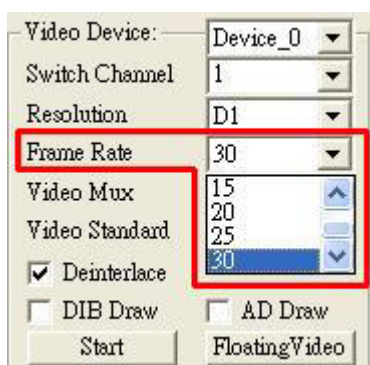 Video Device: Device_0
Switch Channel 1
Resolution D1
Frame Rate 30
Video Mux 15
20
Video Standard 25
30
Deinterlace
DIB Draw AD Draw
Start FloatingVideo